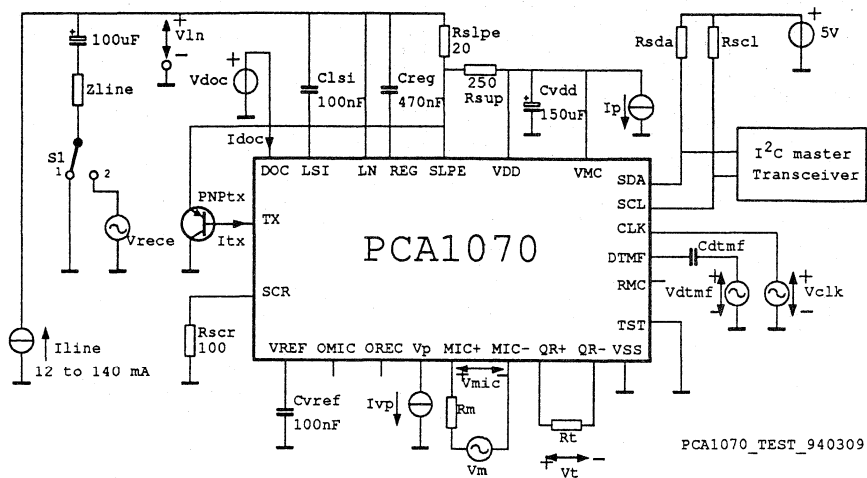 100uF
Vln
+
-
Zline
S1
1
2
Vrece
Iline
12 to 140 mA
Vdoc
+
Idoc
Clsi
100nF
Creg
470nF
Rslpe
20
250
Rsup
Cvdd
150uF
Ip
Rsda
Rscl
+
5V
I2C master
Transceiver
PNPtx
Itx
PCA1070
DOC
LSI
LN
REG
SLPE
VDD
VMC
TX
SCR
SDA
SCL
CLK
DTMF
RMC
TST
VREF
OMIC
OREC
Vp
MIC+
MIC-
QR+
QR-
VSS
Rscr
100
Cvref
100nF
Ivp
+
-
Vmic
Rm
Vm
Rt
+
-
Vt
Cdtmf
Vdtmf
+
-
+
-
Vclk
PCA1070_TEST_940309